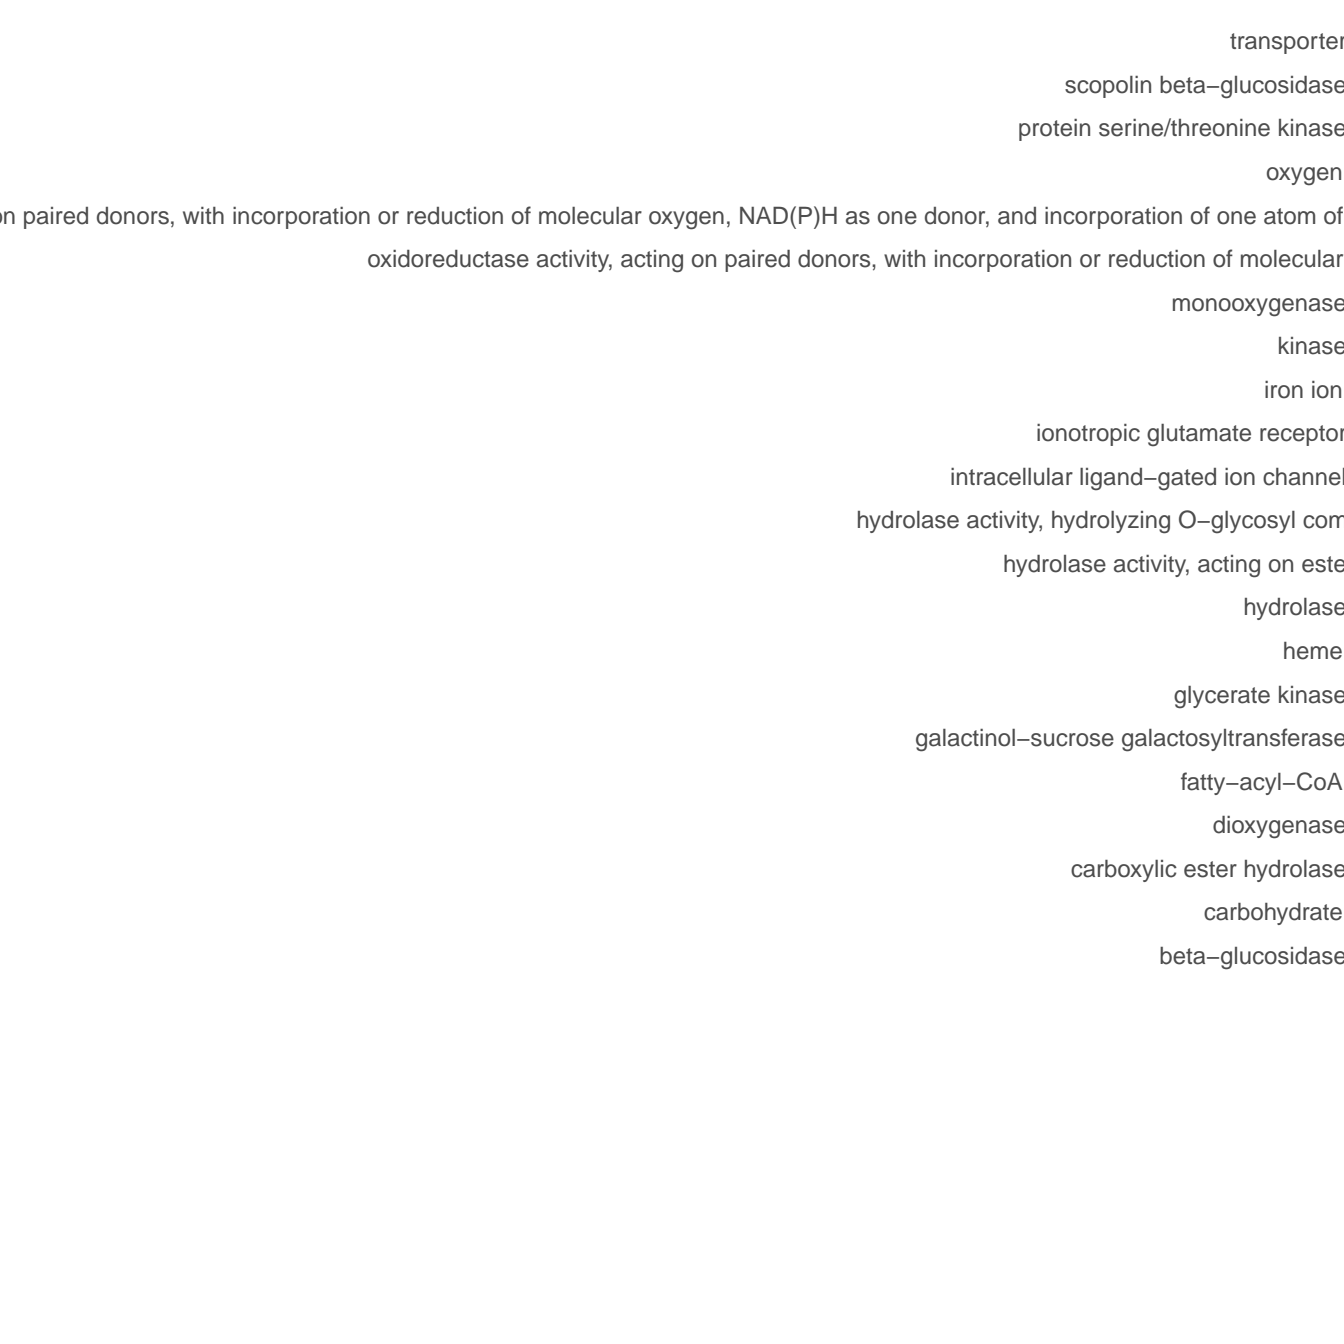 transporter
scopolin beta−glucosidase
protein serine/threonine kinase
oxygen
on paired donors, with incorporation or reduction of molecular oxygen, NAD(P)H as one donor, and incorporation of one atom of
oxidoreductase activity, acting on paired donors, with incorporation or reduction of molecular
monooxygenase
kinase
iron ion
ionotropic glutamate receptor
intracellular ligand−gated ion channel
hydrolase activity, hydrolyzing O−glycosyl com
hydrolase activity, acting on este
hydrolase
heme
glycerate kinase
galactinol−sucrose galactosyltransferase
fatty−acyl−CoA
dioxygenase
carboxylic ester hydrolase
carbohydrate
beta−glucosidase